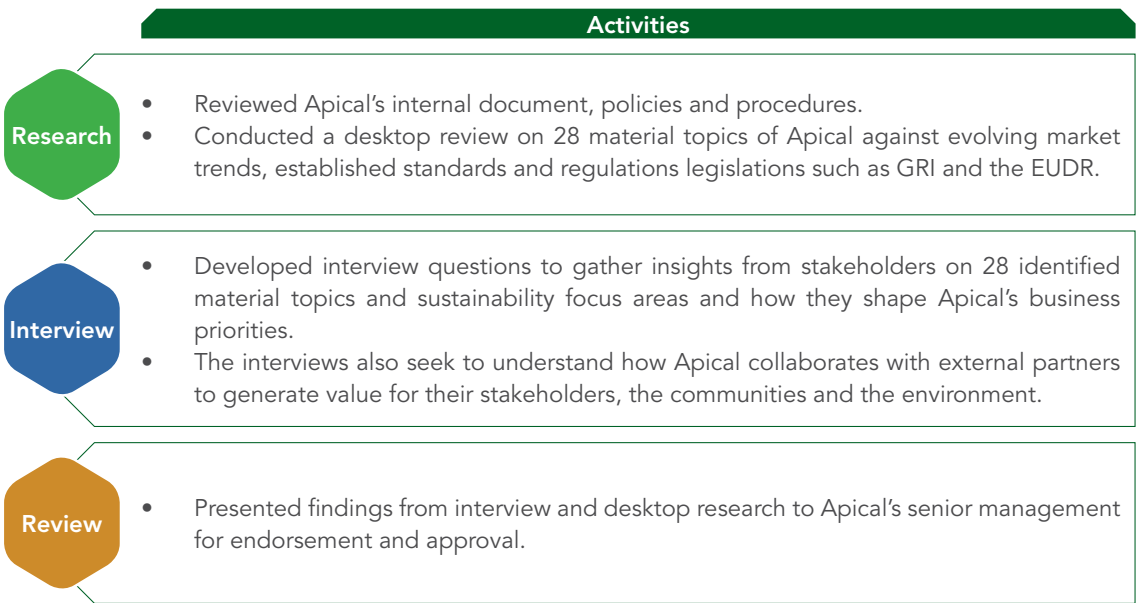 Activities
Research
• Reviewed Apical’s internal document, policies and procedures.
• Conducted a desktop review on 28 material topics of Apical against evolving market
trends, established standards and regulations legislations such as GRI and the EUDR.
Interview
• Developed interview questions to gather insights from stakeholders on 28 identified
material topics and sustainability focus areas and how they shape Apical’s business
priorities.
• The interviews also seek to understand how Apical collaborates with external partners
to generate value for their stakeholders, the communities and the environment.
Review
• Presented findings from interview and desktop research to Apical’s senior management
for endorsement and approval.